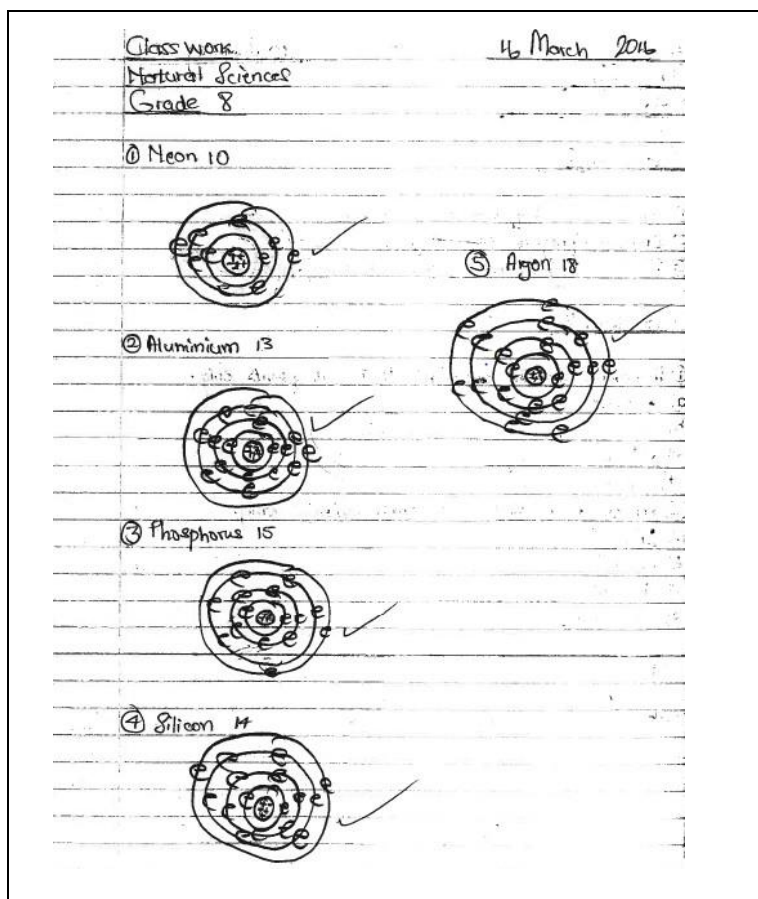 Class work 16 March 2016
Natural Sciences
Grade 8
① Neon 10
⑤ Argon 18
② Aluminium 13
③ Phosphorus 15
④ Silicon 14